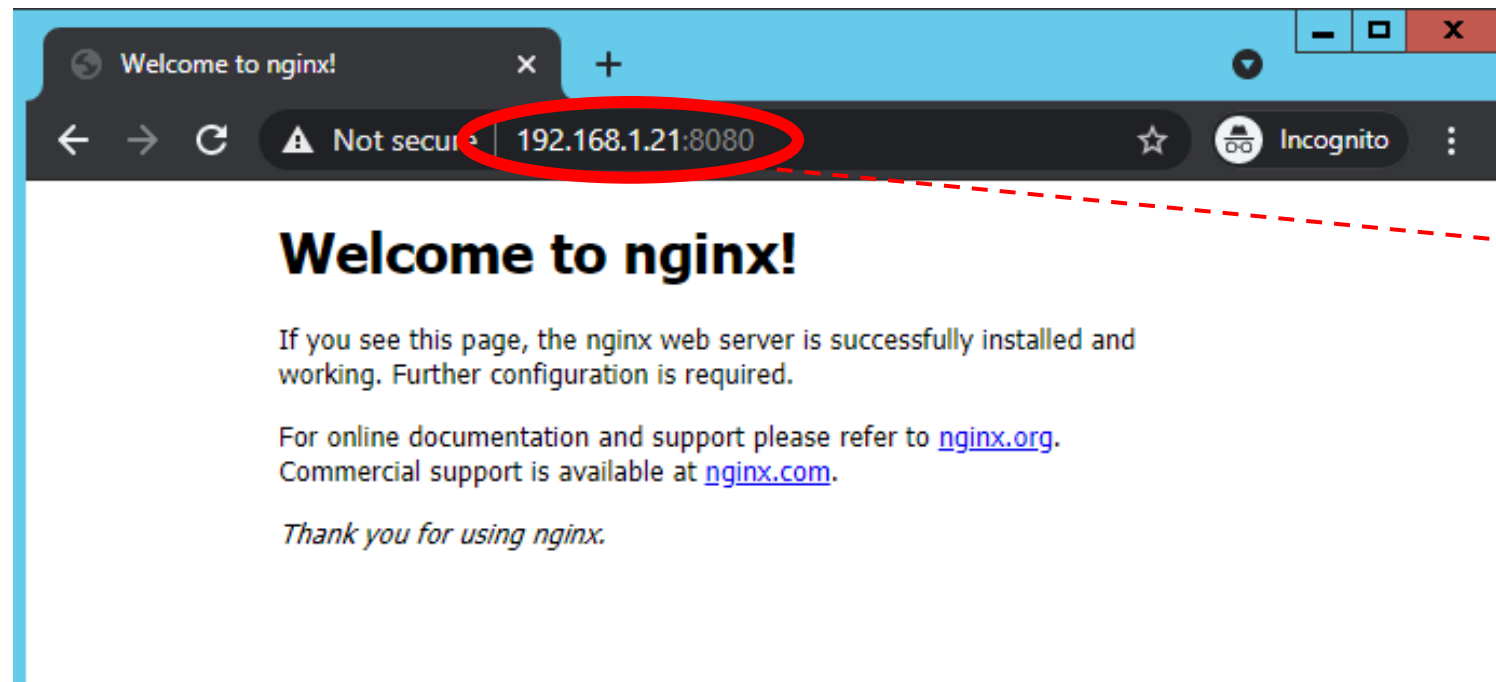 Welcome to nginx!
Not secure 192.168.1.21:8080 Incognito
Welcome to nginx!
If you see this page, the nginx web server is successfully installed and
working. Further configuration is required.
For online documentation and support please refer to nginx.org.
Commercial support is available at nginx.com.
Thank you for using nginx.